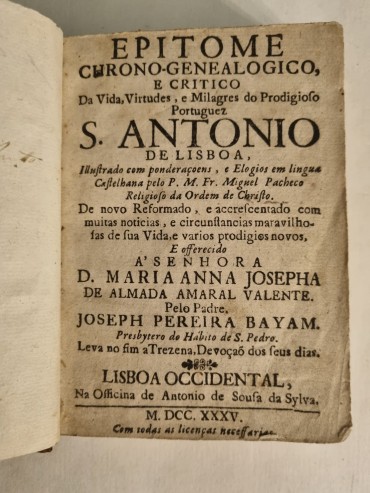 EPITOME
CHRONO-GENEALOGICO,
E CRITICO
Da Vida, Virtudes, e Milagres do Prodigioſo
Portuguez
S. ANTONIO
DE LISBOA,
Illuſtrado com ponderaçoens, e Elogios em lingua
Caſtelhana pelo P. M. Fr. Miguel Pacheco
Religioſo da Ordem de Chriſto.
De novo Reformado, e accreſcentado com
muitas noticias, e circunſtancias maravilho-
ſas de sua Vida, e varios prodigios novos,
E offerecido
A' SENHORA
D. MARIA ANNA JOSEPHA
DE ALMADA AMARAL VALENTE.
Pelo Padre.
JOSEPH PEREIRA BAYAM.
Presbytero do Habito de S. Pedro.
Leva no fim a Trezena, Devoçaõ dos ſeus dias.
LISBOA OCCIDENTAL,
Na Officina de Antonio de Souſa da Sylva.
M. DCC. XXXV.
Com todas as licenças neceſſarias.